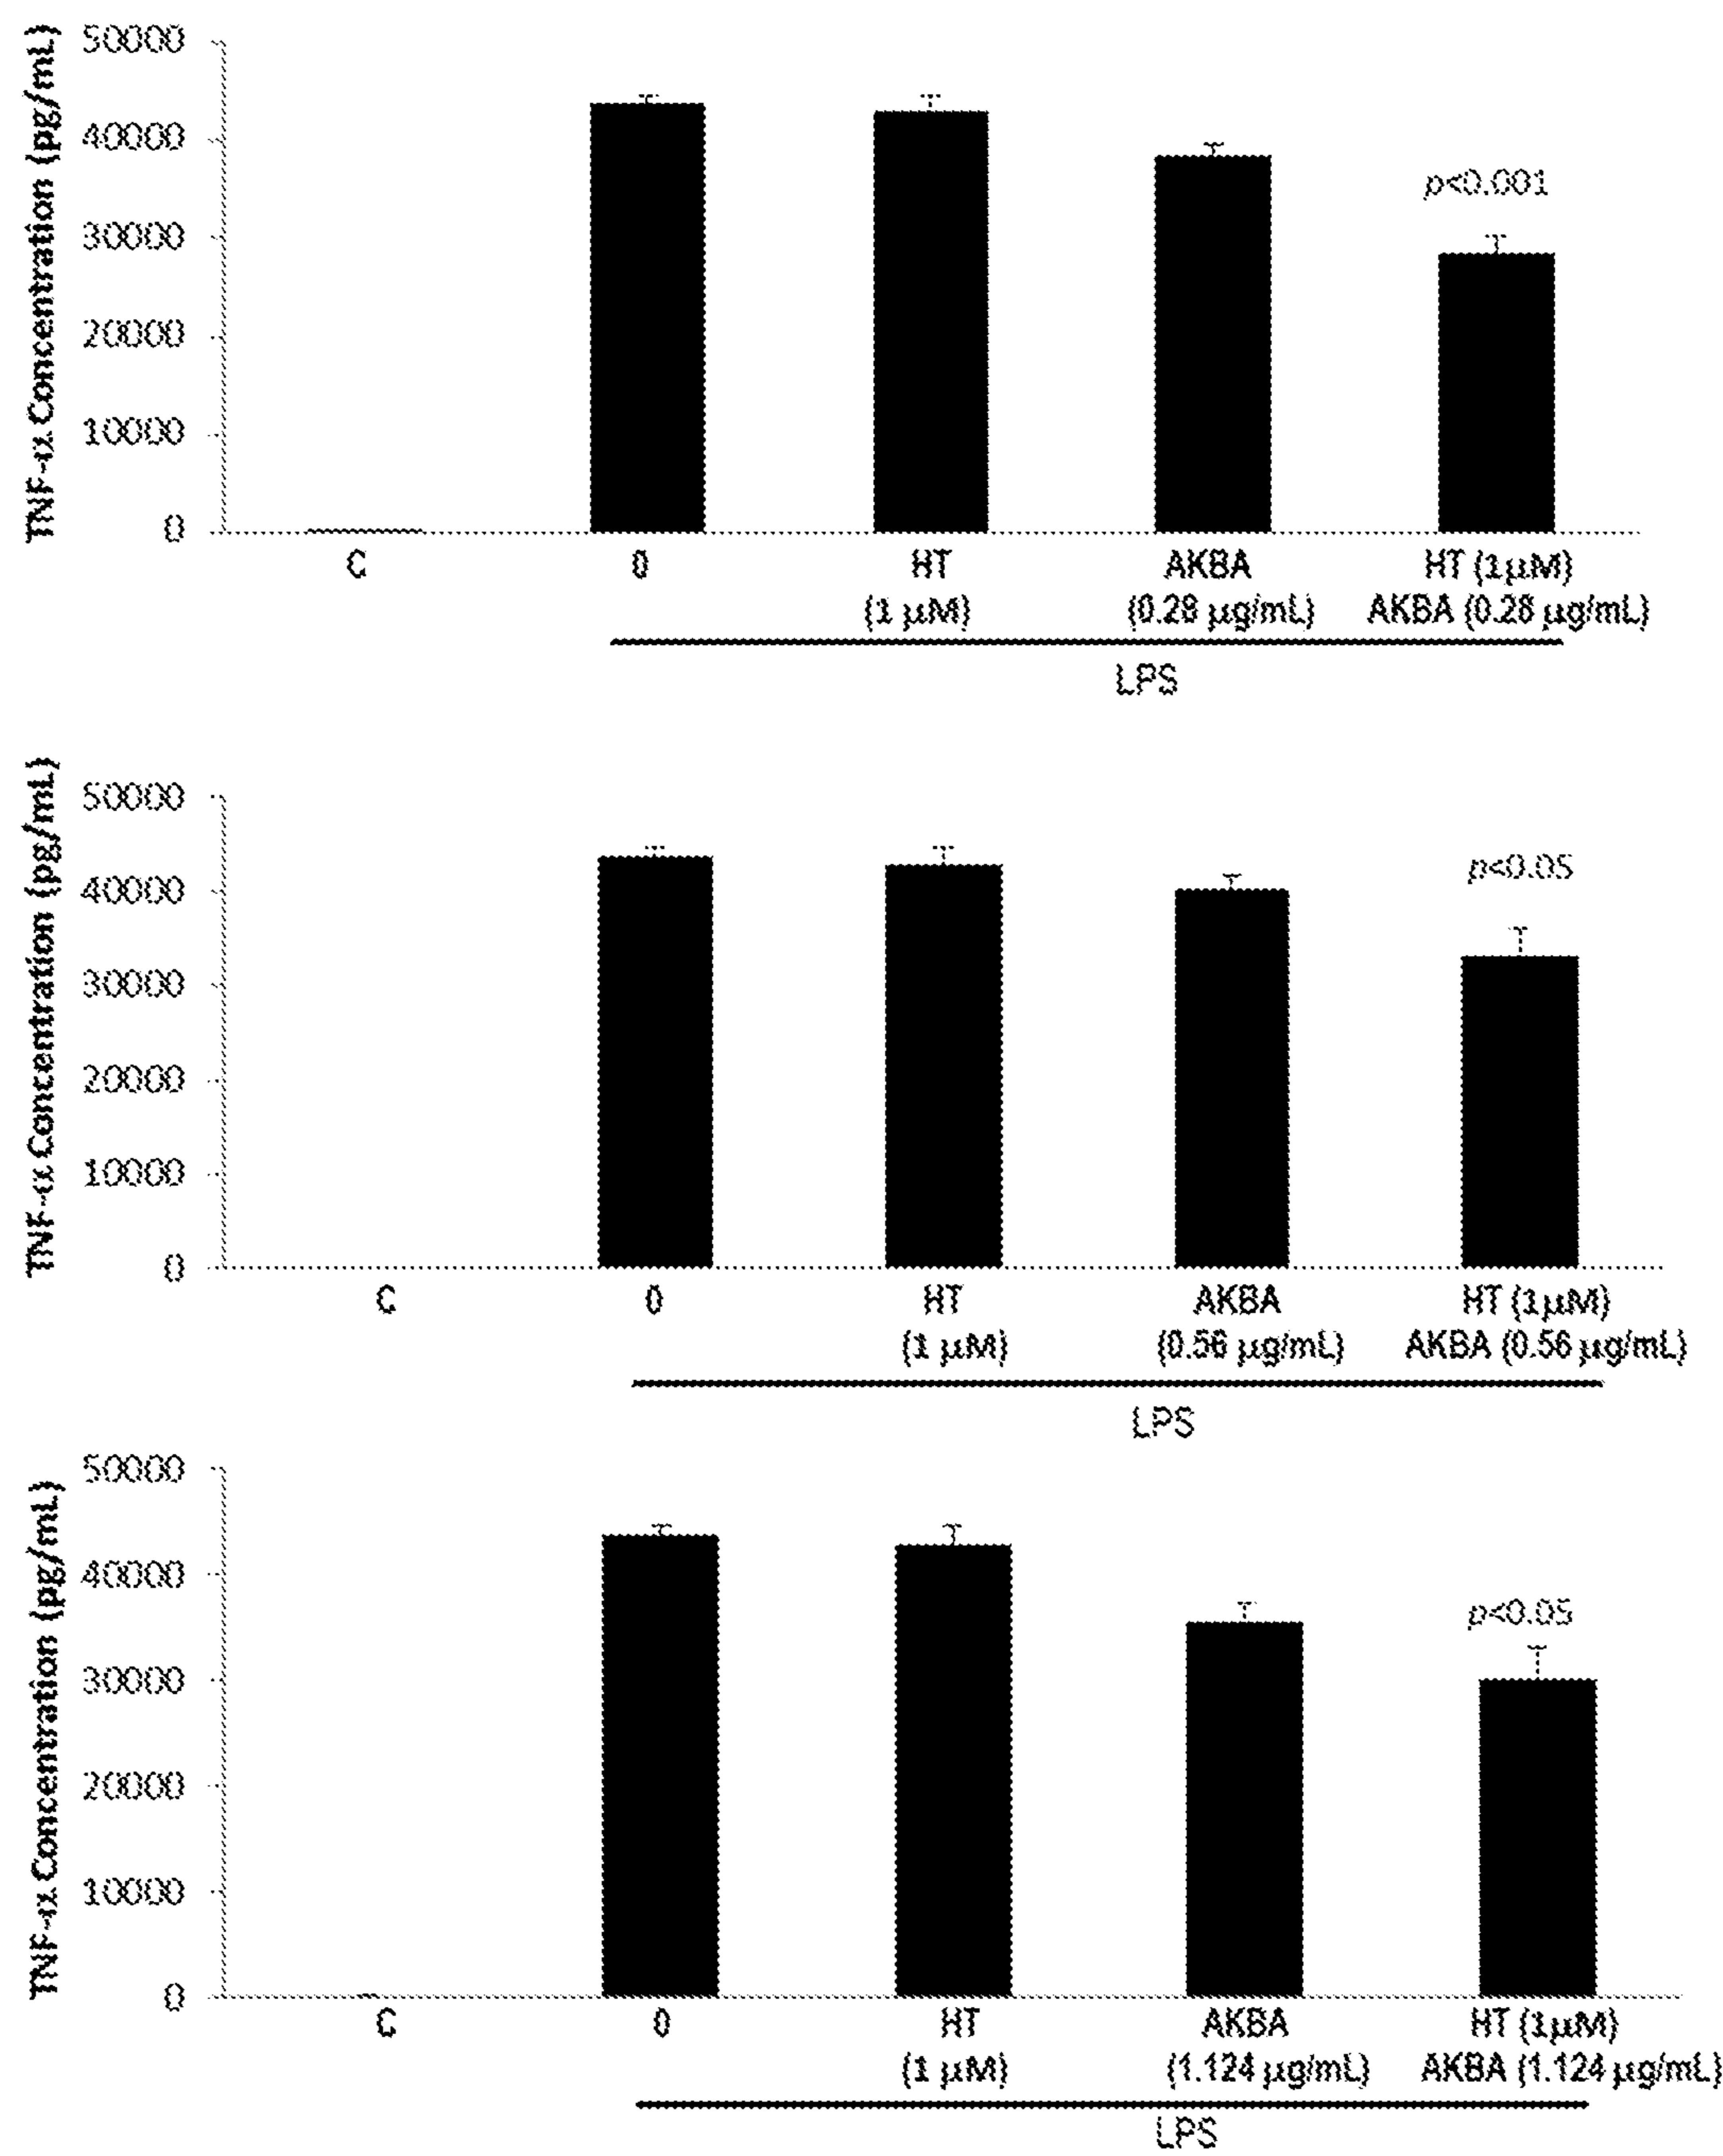 TNF-α Concentration (pg/mL)
50000
40000
30000
20000
10000
0
p<0.001
C 0 HT AKBA HT (1μM)
(1 μM) (0.28 μg/mL) AKBA (0.28 μg/mL)
LPS
TNF-α Concentration (pg/mL)
50000
40000
30000
20000
10000
0
p<0.05
C 0 HT AKBA HT (1μM)
(1 μM) (0.56 μg/mL) AKBA (0.56 μg/mL)
LPS
TNF-α Concentration (pg/mL)
50000
40000
30000
20000
10000
0
p<0.05
C 0 HT AKBA HT (1μM)
(1 μM) (1.124 μg/mL) AKBA (1.124 μg/mL)
LPS